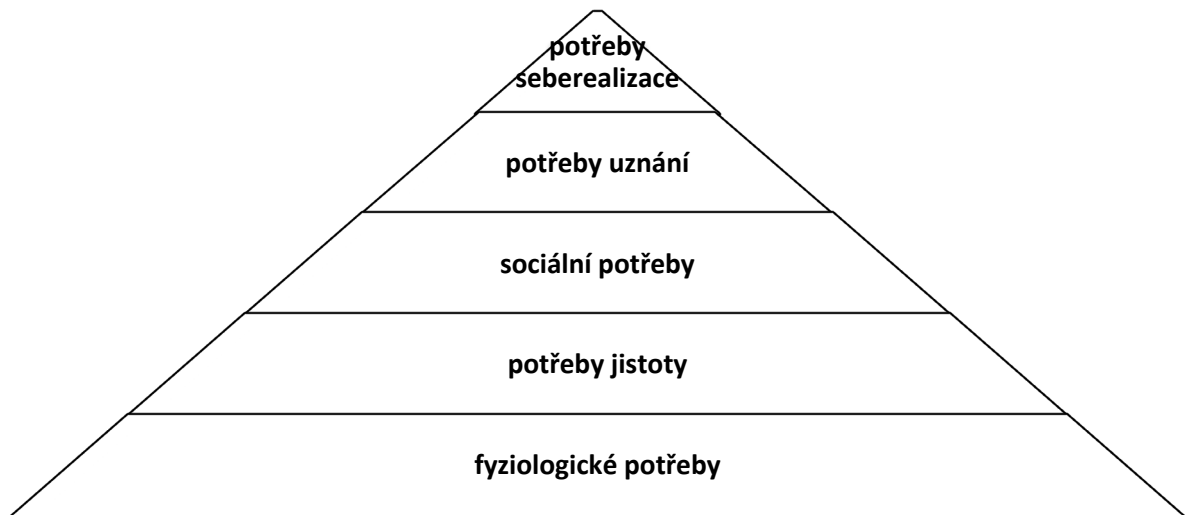 potřeby
seberealizace
potřeby uznání
sociální potřeby
potřeby jistoty
fyziologické potřeby